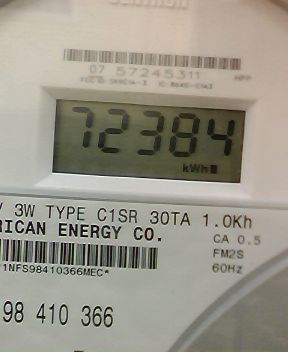 07 57245311
72384
kWh
V 3W TYPE C1SR 30TA 1.0Kh
RICAN ENERGY CO. CA 0.5
FM2S
1NFS98410366MEC* 60Hz
98 410 366